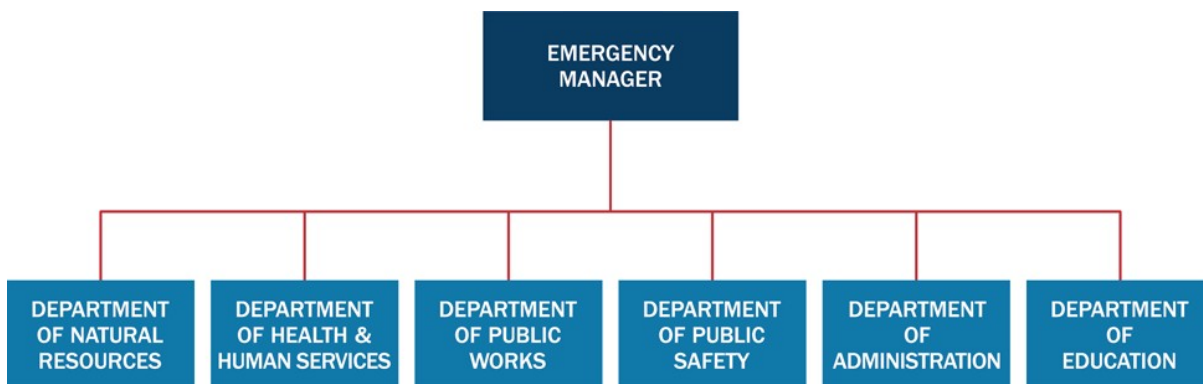 EMERGENCY
MANAGER
DEPARTMENT
OF NATURAL
RESOURCES
DEPARTMENT
OF HEALTH &
HUMAN SERVICES
DEPARTMENT
OF PUBLIC
WORKS
DEPARTMENT
OF PUBLIC
SAFETY
DEPARTMENT
OF
ADMINISTRATION
DEPARTMENT
OF
EDUCATION